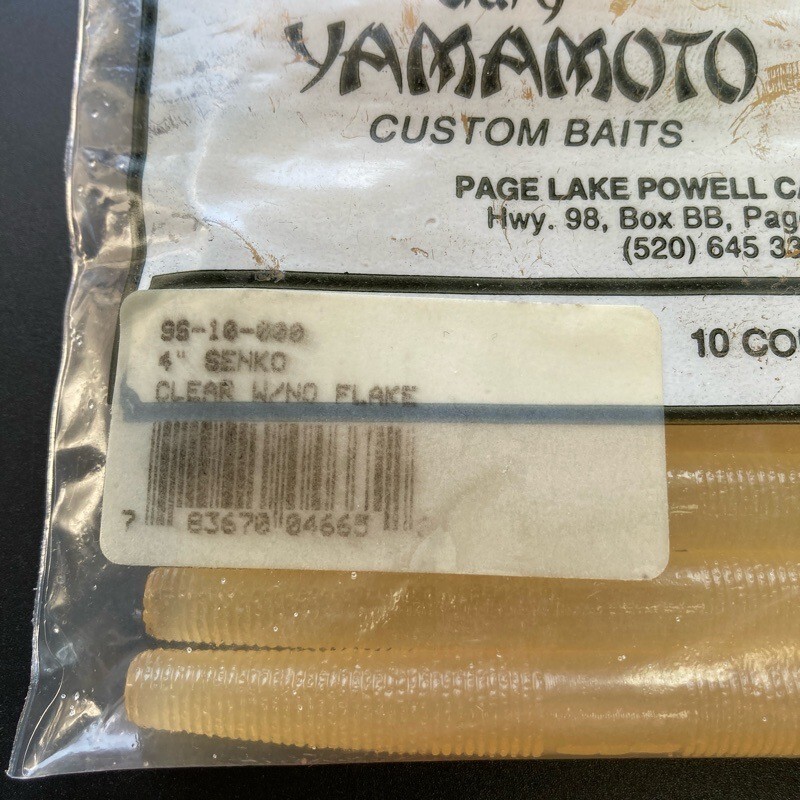 YAMAMOTO
CUSTOM BAITS
PAGE LAKE POWELL
Hwy. 98, Box BB,
(520) 645
9S-10-000
4" SENKO
CLEAR W/NO FLAKE
10
7 83670 04665